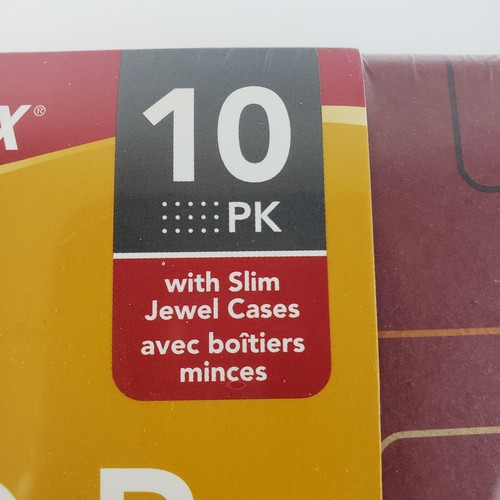 X®
10
PK
with Slim
Jewel Cases
avec boîtiers
minces